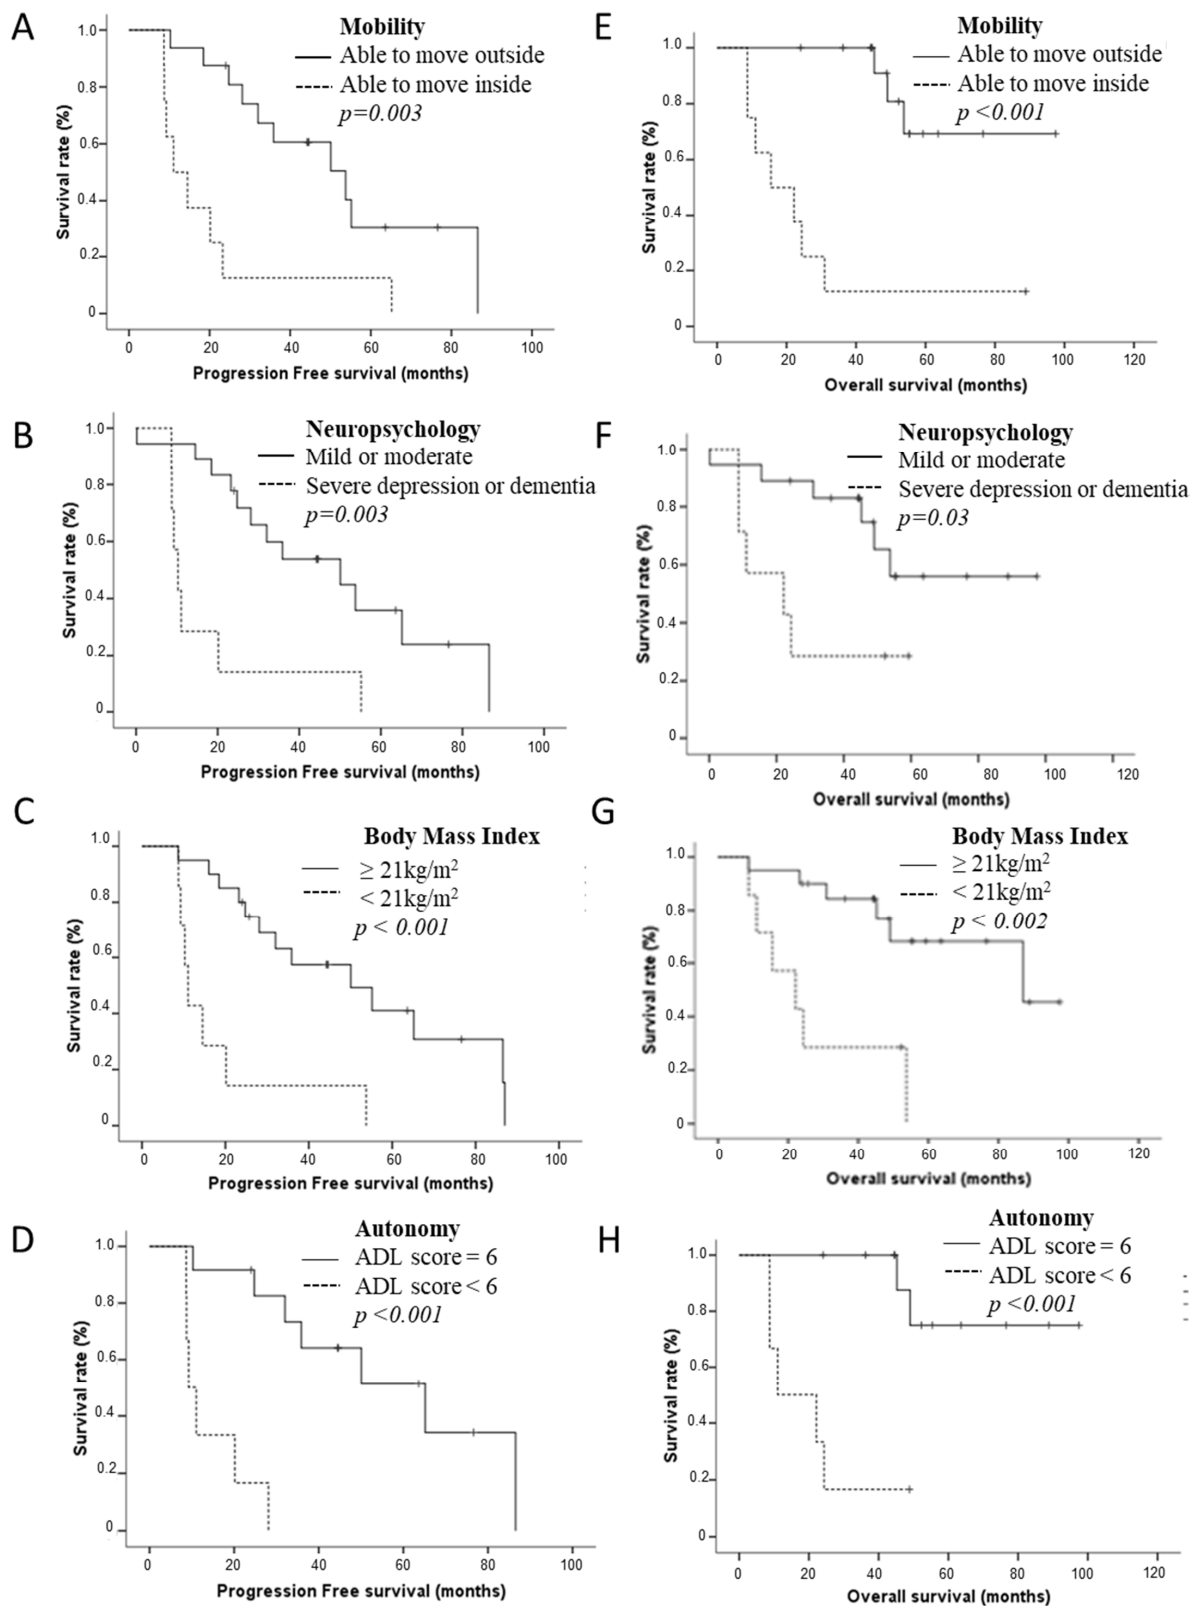 A
Mobility
Able to move outside
Able to move inside
p=0.003
1.0
0.8
0.6
0.4
0.2
0
Survival rate (%)
0 20 40 60 80 100
Progression Free survival (months)
E
Mobility
Able to move outside
Able to move inside
p <0.001
1.0
0.8
0.6
0.4
0.2
0
Survival rate (%)
0 20 40 60 80 100 120
Overall survival (months)
B
Neuropsychology
Mild or moderate
Severe depression or dementia
p=0.003
1.0
0.8
0.6
0.4
0.2
0
Survival rate (%)
0 20 40 60 80 100
Progression Free survival (months)
F
Neuropsychology
Mild or moderate
Severe depression or dementia
p=0.03
1.0
0.8
0.6
0.4
0.2
0
Survival rate (%)
0 20 40 60 80 100 120
Overall survival (months)
C
Body Mass Index
≥ 21kg/m²
< 21kg/m²
p < 0.001
1.0
0.8
0.6
0.4
0.2
0
Survival rate (%)
0 20 40 60 80 100
Progression Free survival (months)
G
Body Mass Index
≥ 21kg/m²
< 21kg/m²
p < 0.002
1.0
0.8
0.6
0.4
0.2
0
Survival rate (%)
0 20 40 60 80 100 120
Overall survival (months)
D
Autonomy
ADL score = 6
ADL score < 6
p <0.001
1.0
0.8
0.6
0.4
0.2
0
Survival rate (%)
0 20 40 60 80 100
Progression Free survival (months)
H
Autonomy
ADL score = 6
ADL score < 6
p <0.001
1.0
0.8
0.6
0.4
0.2
0
Survival rate (%)
0 20 40 60 80 100 120
Overall survival (months)